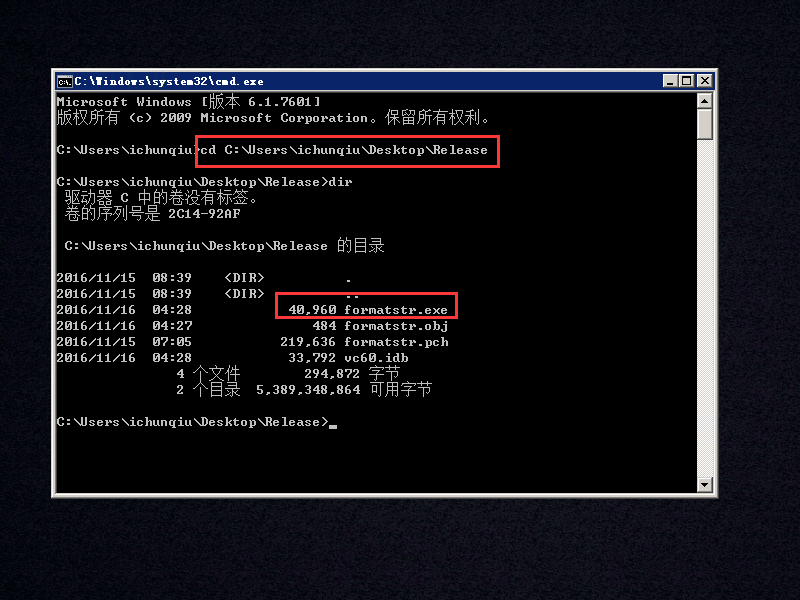 C:\Windows\system32\cmd.exe
Microsoft Windows [版本 6.1.7601]
版权所有 (c) 2009 Microsoft Corporation。保留所有权利。
C:\Users\ichunqiu>cd C:\Users\ichunqiu\Desktop\Release
C:\Users\ichunqiu\Desktop\Release>dir
驱动器 C 中的卷没有标签。
卷的序列号是 2C14-92AF
C:\Users\ichunqiu\Desktop\Release 的目录
2016/11/15  08:39    <DIR>          .
2016/11/15  08:39    <DIR>          ..
2016/11/16  04:28            40,960 formatstr.exe
2016/11/16  04:27               484 formatstr.obj
2016/11/15  07:05           219,636 formatstr.pch
2016/11/16  04:28            33,792 vc60.idb
4 个文件        294,872 字节
2 个目录  5,389,348,864 可用字节
C:\Users\ichunqiu\Desktop\Release>_